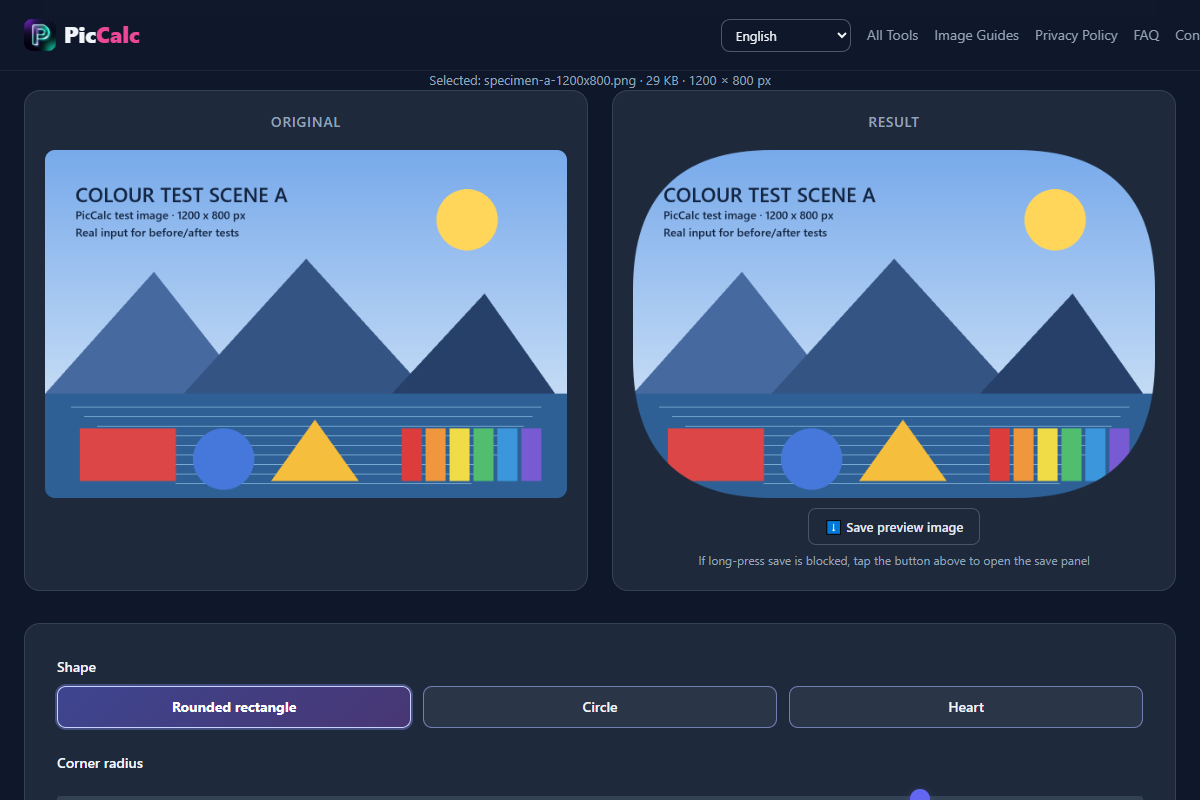 PicCalc
English
All Tools
Image Guides
Privacy Policy
FAQ
Con
Selected: specimen-a-1200x800.png · 29 KB · 1200 × 800 px
ORIGINAL
COLOUR TEST SCENE A
PicCalc test image · 1200 x 800 px
Real input for before/after tests
RESULT
COLOUR TEST SCENE A
PicCalc test image · 1200 x 800 px
Real input for before/after tests
Save preview image
If long-press save is blocked, tap the button above to open the save panel
Shape
Rounded rectangle
Circle
Heart
Corner radius